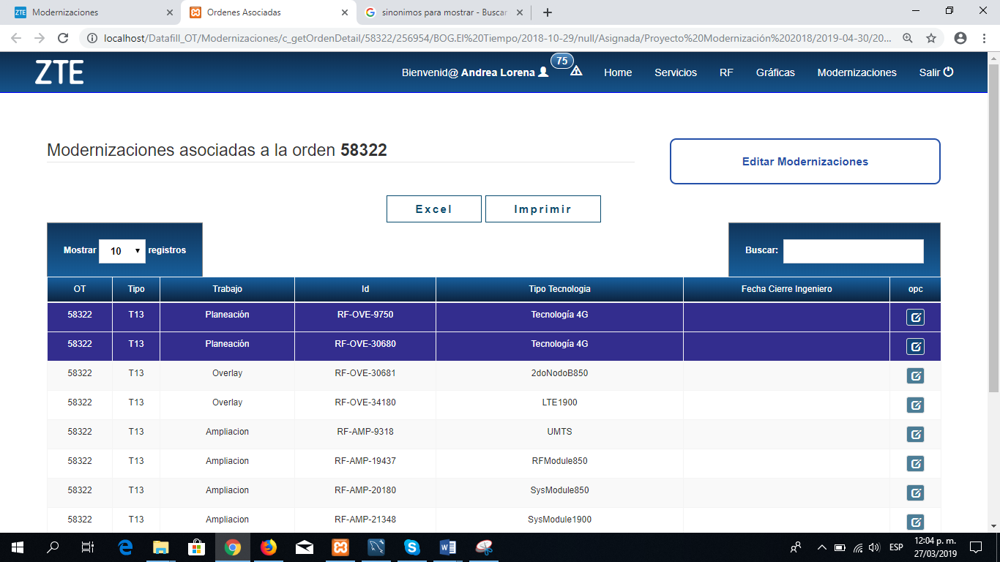 ZTE Modernizaciones
Ordenes Asociadas
G sinonimos para mostrar - Buscar
localhost/Datafill_OT/Modernizaciones/c_getOrdenDetail/58322/256954/BOG.El%20Tiempo/2018-10-29/null/Asignada/Proyecto%20Modernización%202018/2019-04-30/20...
ZTE
Bienvenid@ Andrea Lorena
75
Home
Servicios
RF
Gráficas
Modernizaciones
Salir
Modernizaciones asociadas a la orden 58322
Editar Modernizaciones
Excel
Imprimir
Mostrar 10 registros
Buscar:
OT Tipo Trabajo Id Tipo Tecnologia Fecha Cierre Ingeniero opc
58322 T13 Planeación RF-OVE-9750 Tecnología 4G
58322 T13 Planeación RF-OVE-30680 Tecnología 4G
58322 T13 Overlay RF-OVE-30681 2doNodoB850
58322 T13 Overlay RF-OVE-34180 LTE1900
58322 T13 Ampliacion RF-AMP-9318 UMTS
58322 T13 Ampliacion RF-AMP-19437 RFModule850
58322 T13 Ampliacion RF-AMP-20180 SysModule850
58322 T13 Ampliacion RF-AMP-21348 SysModule1900
ESP
12:04 p. m.
27/03/2019